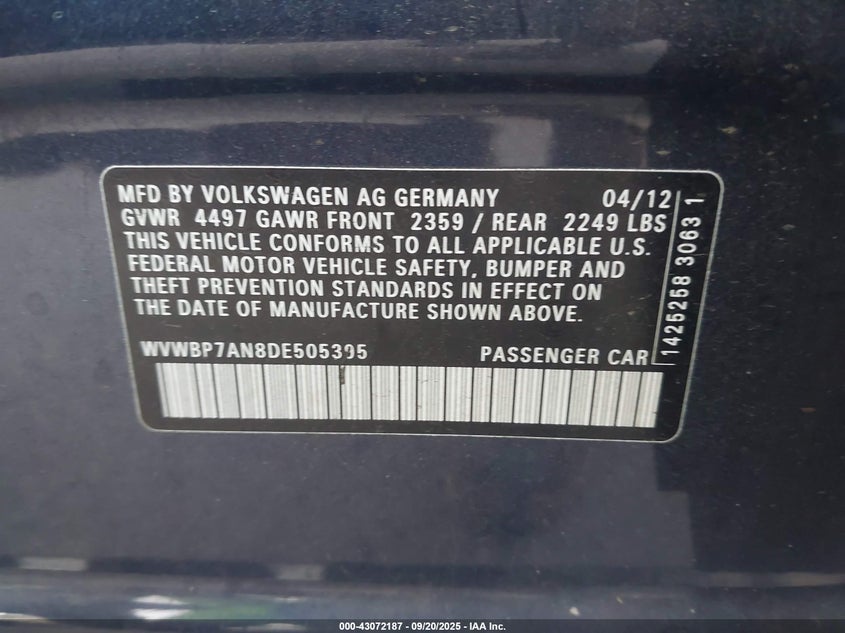 MFD BY VOLKSWAGEN AG GERMANY 04/12
GVWR 4497 GAWR FRONT 2359 / REAR 2249 LBS
THIS VEHICLE CONFORMS TO ALL APPLICABLE U.S.
FEDERAL MOTOR VEHICLE SAFETY, BUMPER AND
THEFT PREVENTION STANDARDS IN EFFECT ON
THE DATE OF MANUFACTURE SHOWN ABOVE.
WVWBP7AN8DE505395 PASSENGER CAR
1425258 3063 1
000-43072187 - 09/20/2025 - IAA Inc.